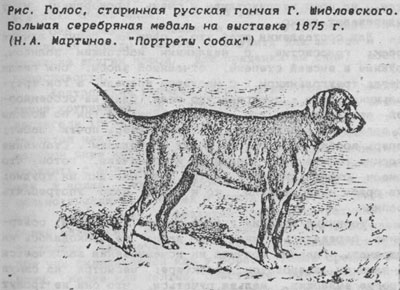 Рис. Голос, старинная русская гончая Г. Шидловского.
Большая серебряная медаль на выставке 1875 г.
(Н.А. Мартынов. "Портреты собак")